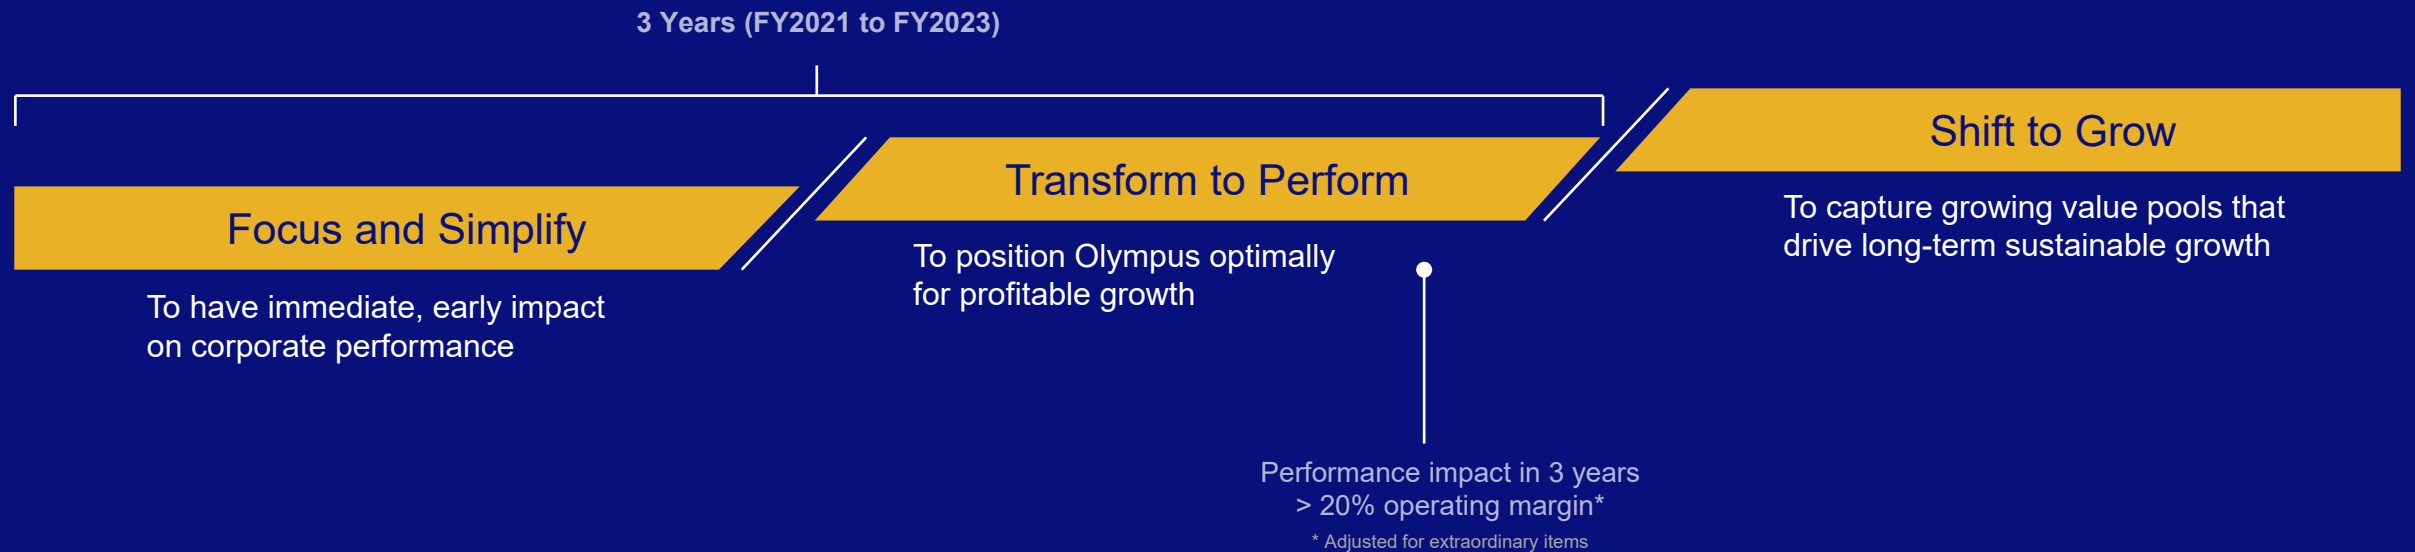 3 Years (FY2021 to FY2023)
Focus and Simplify
To have immediate, early impact
on corporate performance
Transform to Perform
To position Olympus optimally
for profitable growth
Performance impact in 3 years
> 20% operating margin*
* Adjusted for extraordinary items
Shift to Grow
To capture growing value pools that
drive long-term sustainable growth